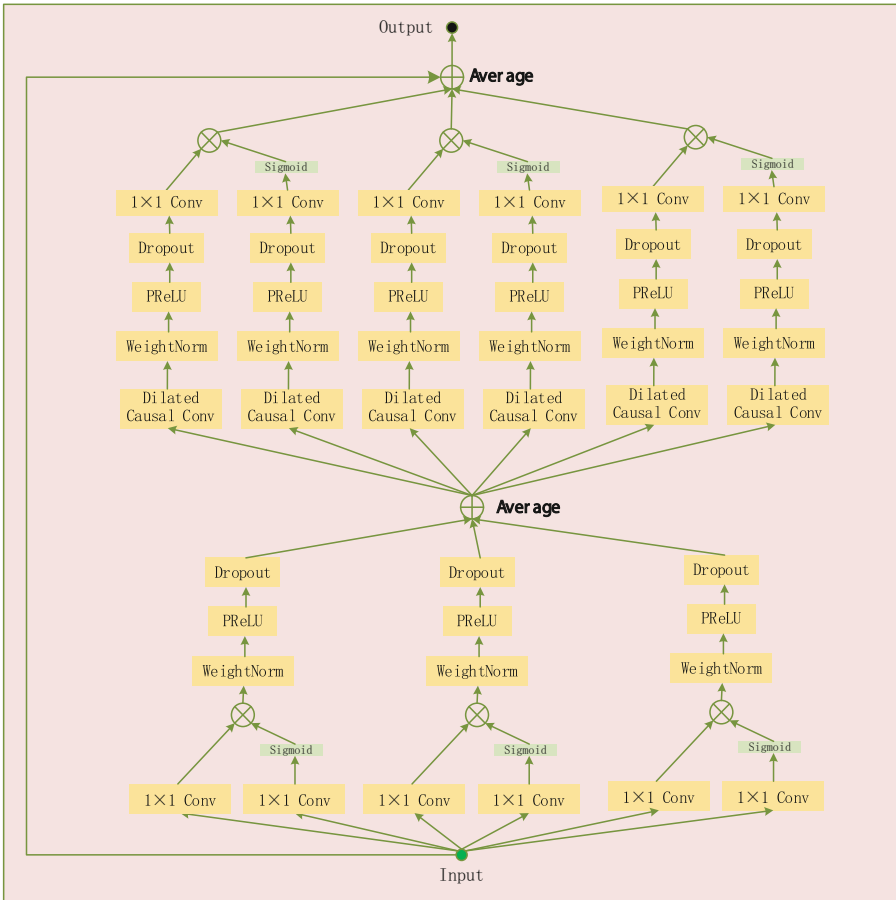 Output
Aver age
Sigmoid Sigmoid Sigmoid
1×1 Conv 1×1 Conv 1×1 Conv 1×1 Conv 1×1 Conv 1×1 Conv
Dropout Dropout Dropout Dropout Dropout Dropout
PReLU PReLU PReLU PReLU PReLU PReLU
WeightNorm WeightNorm WeightNorm WeightNorm WeightNorm WeightNorm
Dilated Dilated Dilated Dilated Dilated Dilated
Causal Conv Causal Conv Causal Conv Causal Conv Causal Conv Causal Conv
Aver age
Dropout Dropout Dropout
PReLU PReLU PReLU
WeightNorm WeightNorm WeightNorm
Sigmoid Sigmoid Sigmoid
1×1 Conv 1×1 Conv 1×1 Conv 1×1 Conv 1×1 Conv 1×1 Conv
Input